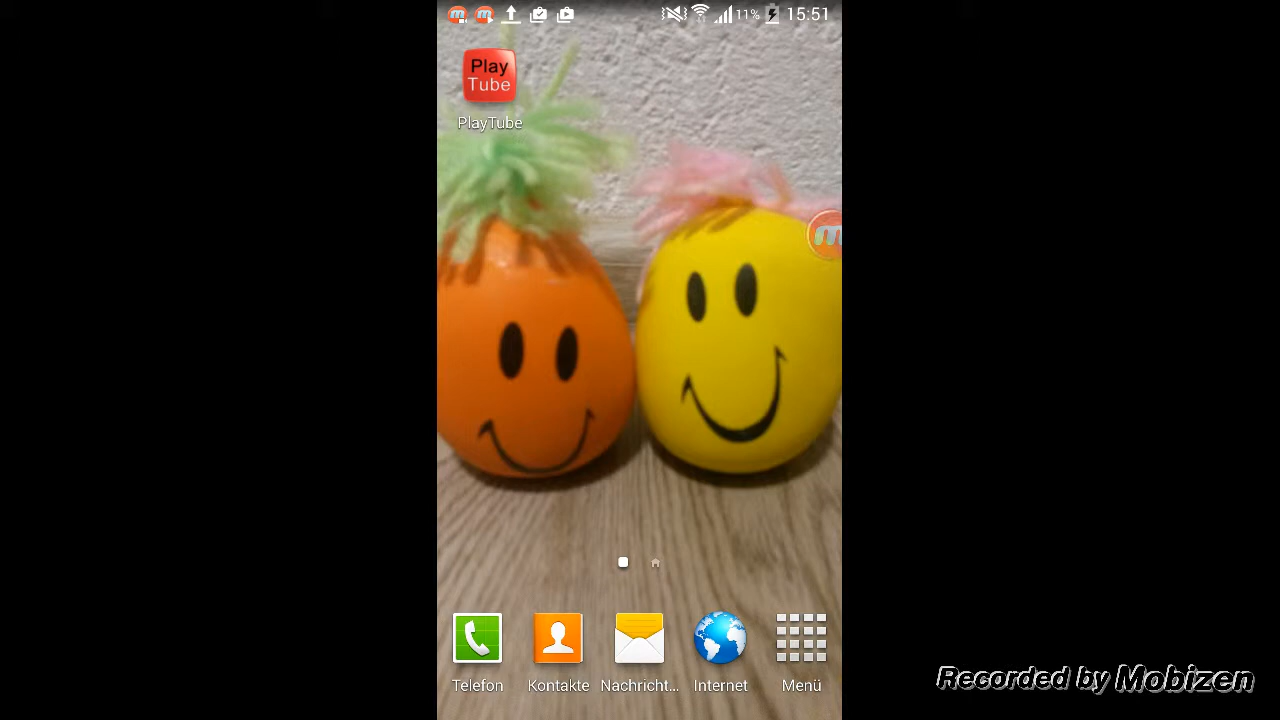 11% 15:51
Play
Tube
PlayTube
m
Telefon Kontakte Nachricht... Internet Menü
Recorded by Mobizen